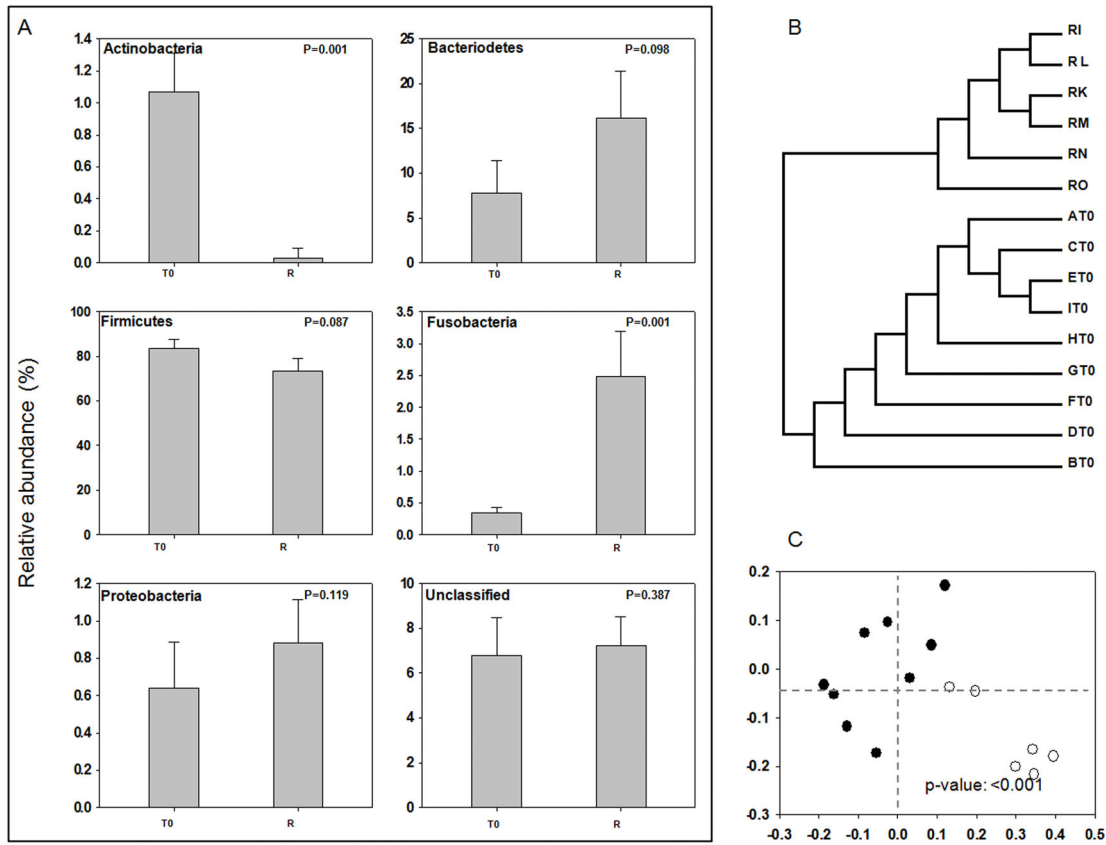 A
Relative abundance (%)
Actinobacteria
P=0.001
1.4
1.2
1.0
0.8
0.6
0.4
0.2
0.0
T0 R
Bacteriodetes
P=0.098
25
20
15
10
5
0
T0 R
Firmicutes
P=0.087
100
80
60
40
20
0
T0 R
Fusobacteria
P=0.001
3.5
3.0
2.5
2.0
1.5
1.0
0.5
0.0
T0 R
Proteobacteria
P=0.119
1.2
1.0
0.8
0.6
0.4
0.2
0.0
T0 R
Unclassified
P=0.387
10
8
6
4
2
0
T0 R
B
RI
RL
RK
RM
RN
RO
AT0
CT0
ET0
IT0
HT0
GT0
FT0
DT0
BT0
C
0.2
0.1
0.0
-0.1
-0.2
-0.3
p-value: <0.001
-0.3 -0.2 -0.1 0.0 0.1 0.2 0.3 0.4 0.5